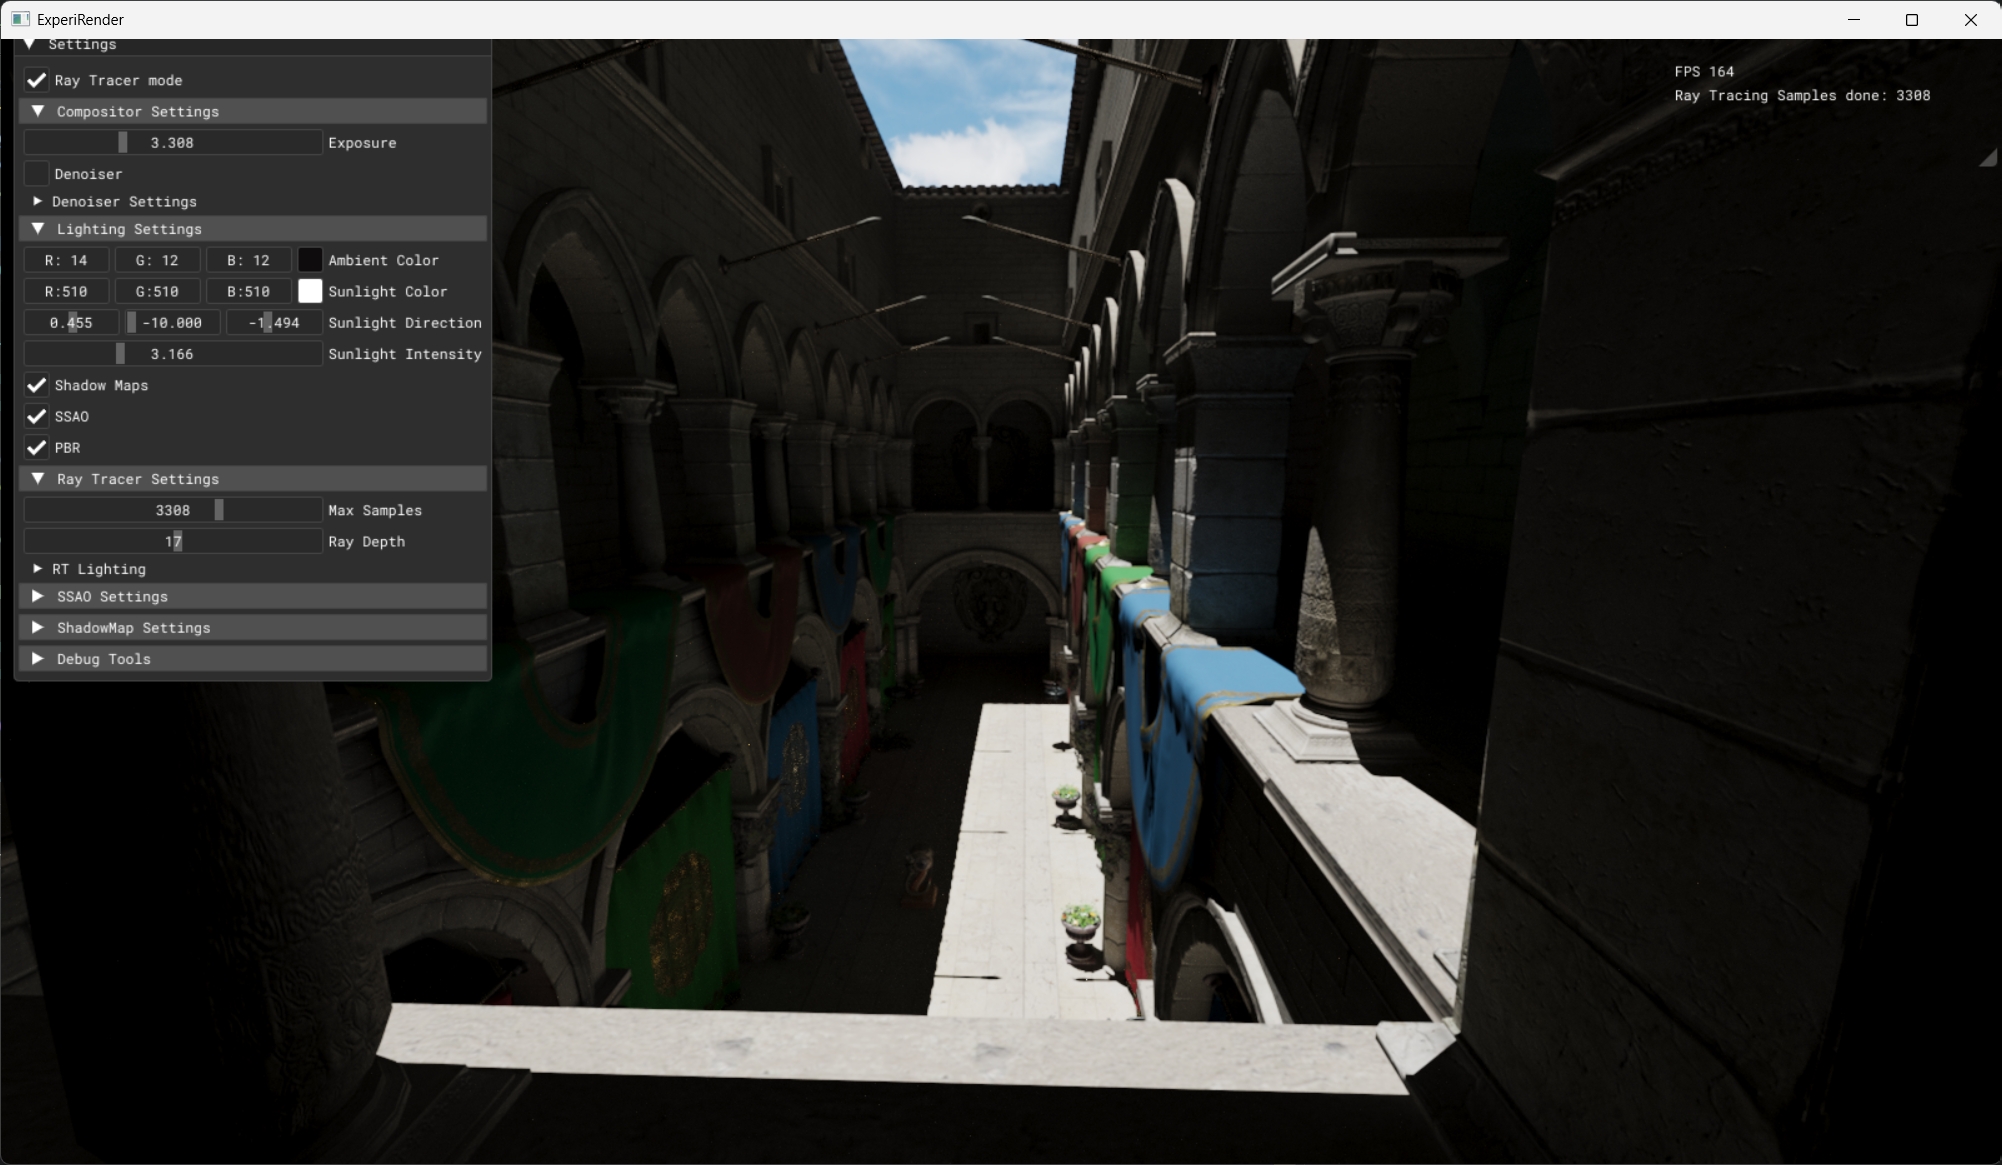 ExperiRender
Settings
Ray Tracer mode
Compositor Settings
3.308 Exposure
Denoiser
Denoiser Settings
Lighting Settings
R: 14 G: 12 B: 12 Ambient Color
R:510 G:510 B:510 Sunlight Color
0.455 -10.000 -1.494 Sunlight Direction
3.166 Sunlight Intensity
Shadow Maps
SSAO
PBR
Ray Tracer Settings
3308 Max Samples
17 Ray Depth
RT Lighting
SSAO Settings
ShadowMap Settings
Debug Tools
FPS 164
Ray Tracing Samples done: 3308